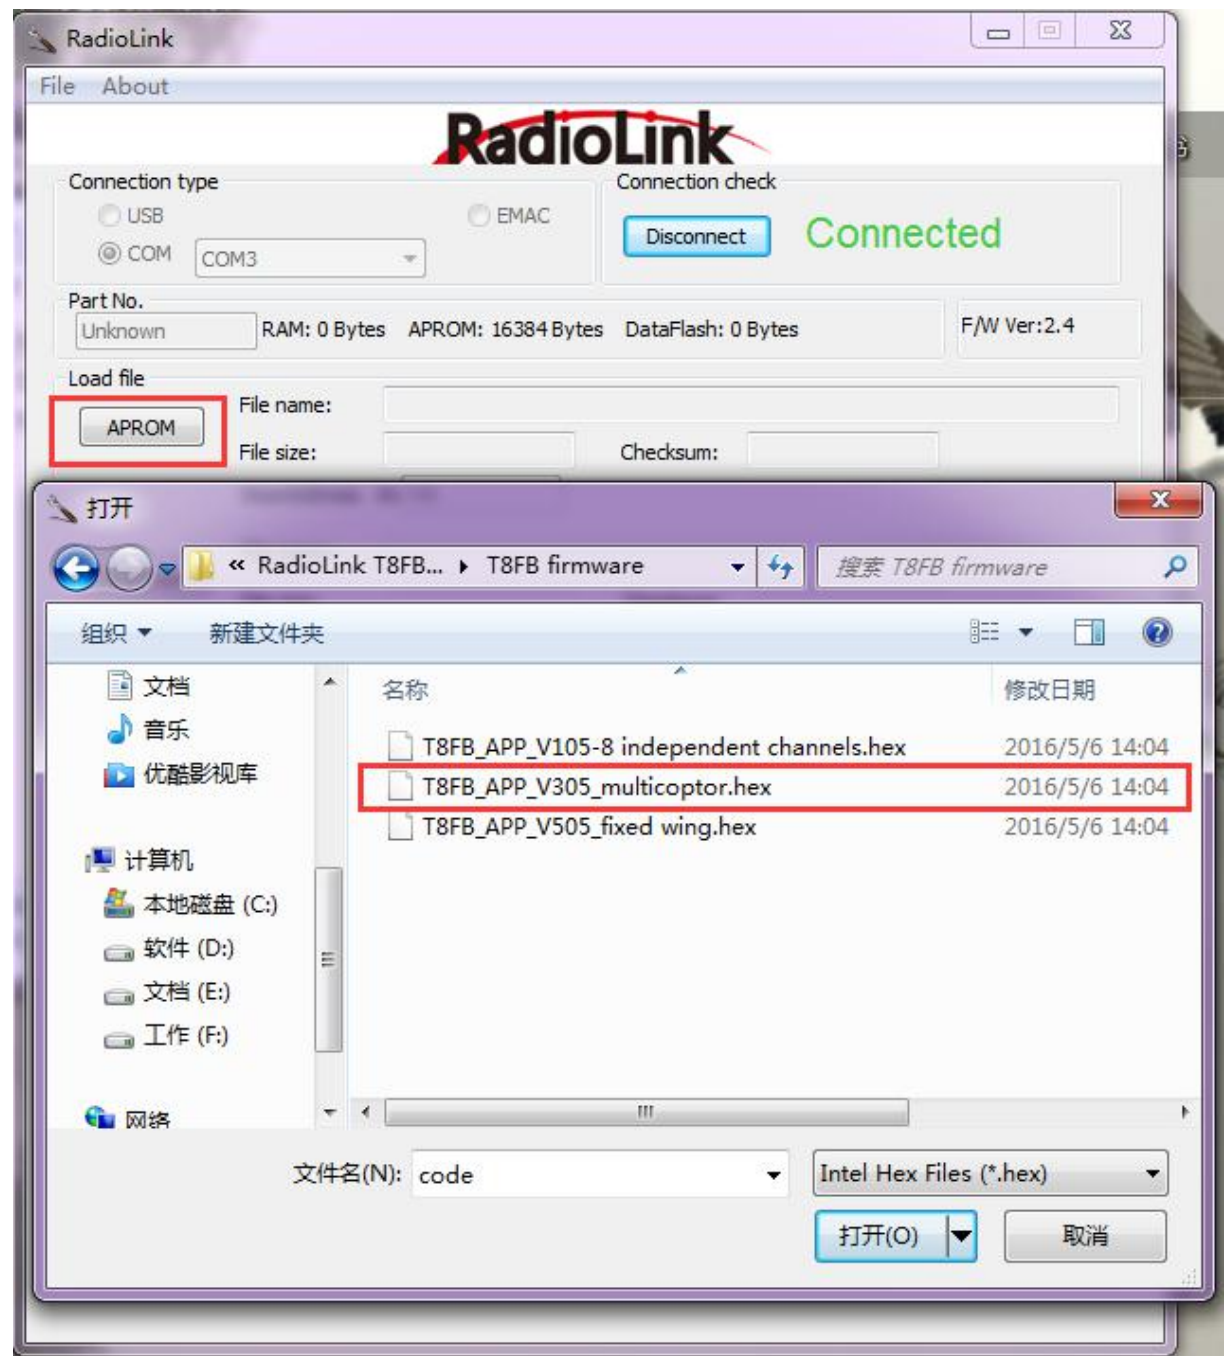 RadioLink
File About
RadioLink
Connection type
USB
EMAC
COM COM3
Connection check
Disconnect Connected
Part No.
Unknown RAM: 0 Bytes APROM: 16384 Bytes DataFlash: 0 Bytes
F/W Ver:2.4
Load file
APROM
File name:
File size:
Checksum:
打开
« RadioLink T8FB... T8FB firmware
搜索 T8FB firmware
组织 新建文件夹
文档
音乐
优酷影视库
计算机
本地磁盘 (C:)
软件 (D:)
文档 (E:)
工作 (F:)
网络
名称 修改日期
T8FB_APP_V105-8 independent channels.hex 2016/5/6 14:04
T8FB_APP_V305_multicoptor.hex 2016/5/6 14:04
T8FB_APP_V505_fixed wing.hex 2016/5/6 14:04
文件名(N): code
Intel Hex Files (*.hex)
打开(O) 取消